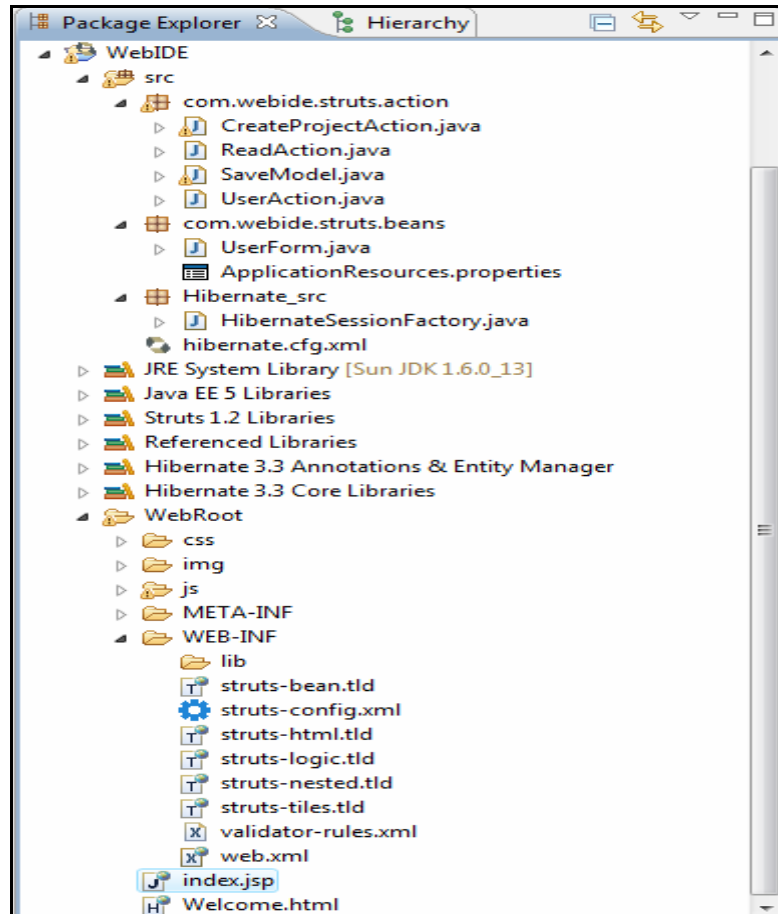 Package Explorer Hierarchy
WebIDE
src
com.webide.struts.action
CreateProjectAction.java
ReadAction.java
SaveModel.java
UserAction.java
com.webide.struts.beans
UserForm.java
ApplicationResources.properties
Hibernate_src
HibernateSessionFactory.java
hibernate.cfg.xml
JRE System Library [Sun JDK 1.6.0_13]
Java EE 5 Libraries
Struts 1.2 Libraries
Referenced Libraries
Hibernate 3.3 Annotations & Entity Manager
Hibernate 3.3 Core Libraries
WebRoot
css
img
js
META-INF
WEB-INF
lib
struts-bean.tld
struts-config.xml
struts-html.tld
struts-logic.tld
struts-nested.tld
struts-tiles.tld
validator-rules.xml
web.xml
index.jsp
Welcome.html